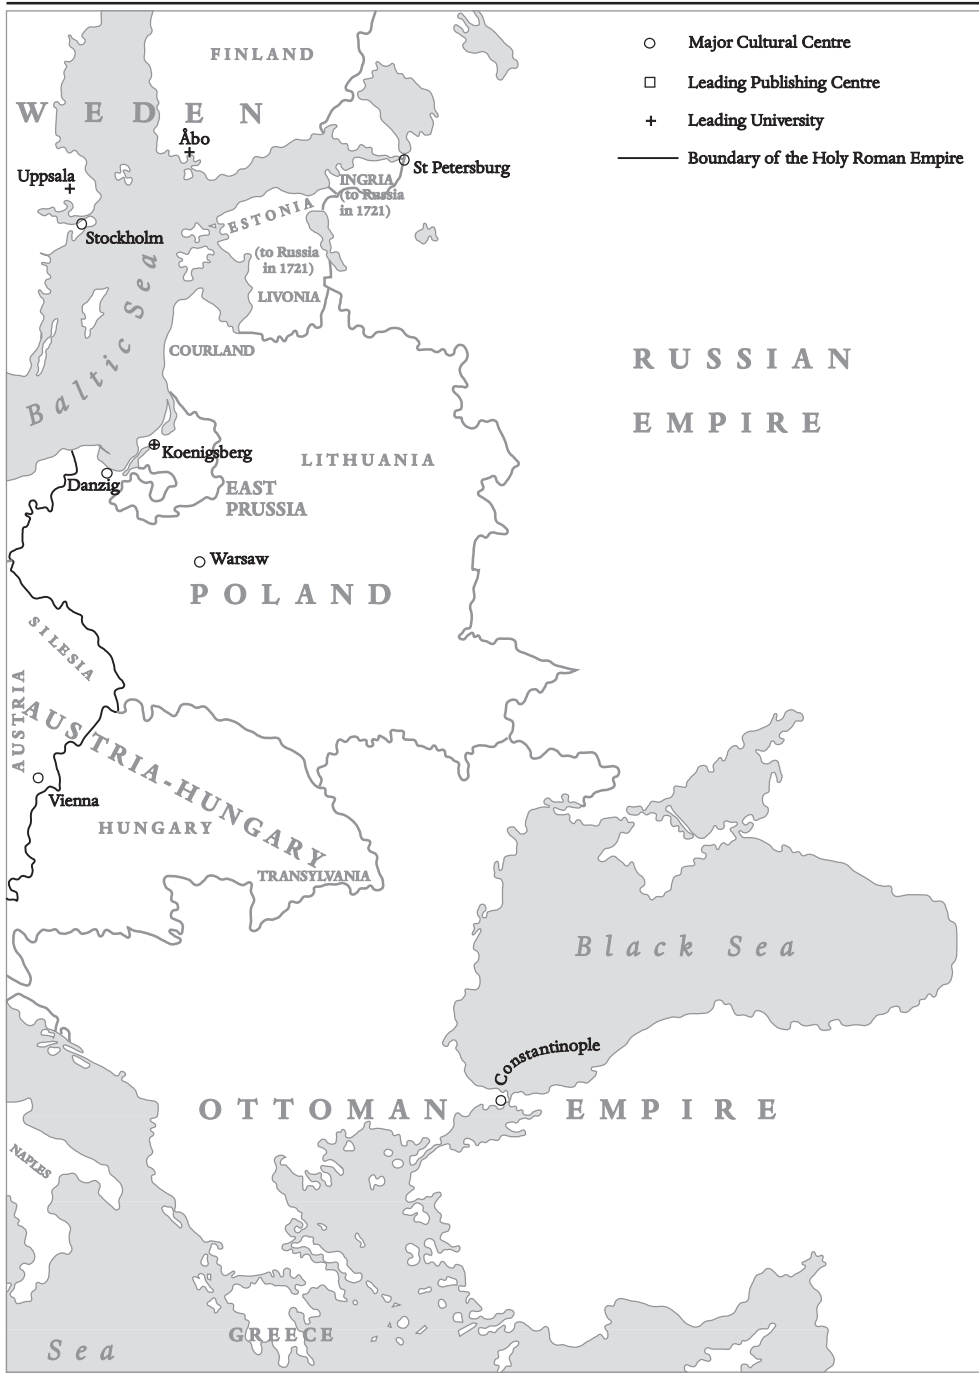 Major Cultural Centre
Leading Publishing Centre
Leading University
Boundary of the Holy Roman Empire
FINLAND
WEDEN
Åbo
St Petersburg
Uppsala
INGRIA
(to Russia
in 1721)
ESTONIA
Stockholm
(to Russia
in 1721)
LIVONIA
Baltic Sea
COURLAND
RUSSIAN
EMPIRE
Koenigsberg
LITHUANIA
Danzig
EAST
PRUSSIA
Warsaw
POLAND
SILESIA
AUSTRIA
AUSTRIA-HUNGARY
Vienna
HUNGARY
TRANSYLVANIA
Black Sea
Constantinople
OTTOMAN EMPIRE
NAPLES
GREECE
Sea